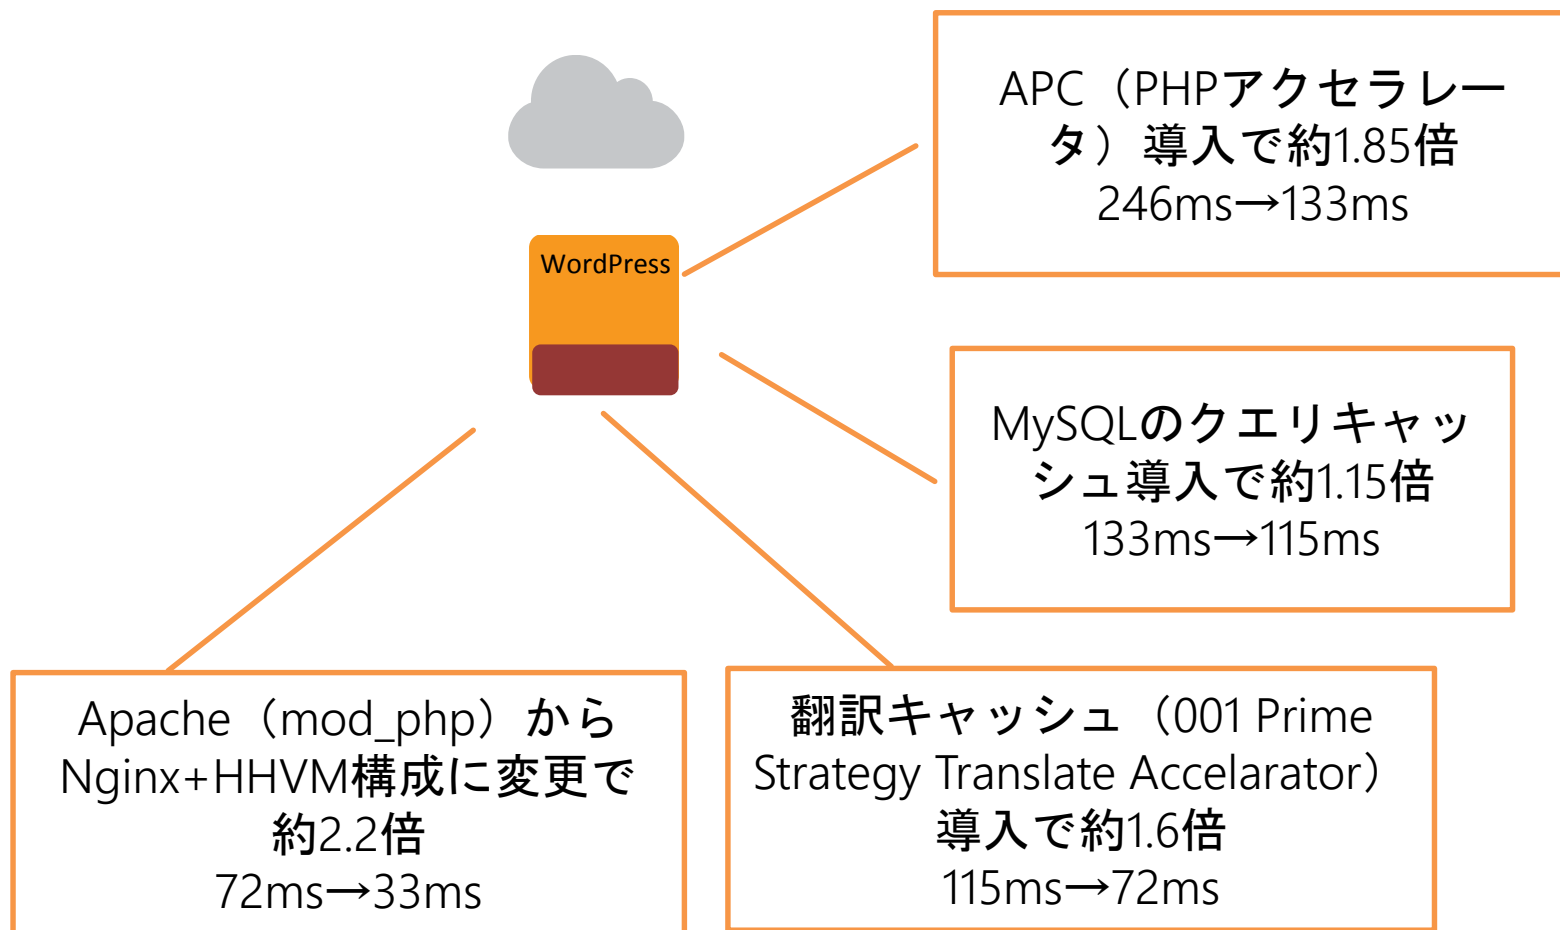 APC（PHPアクセラレー
タ）導入で約1.85倍
246ms→133ms
WordPress
MySQLのクエリキャッ
シュ導入で約1.15倍
133ms→115ms
Apache（mod_php）から
Nginx+HHVM構成に変更で
約2.2倍
72ms→33ms
翻訳キャッシュ（001 Prime
Strategy Translate Accelarator）
導入で約1.6倍
115ms→72ms